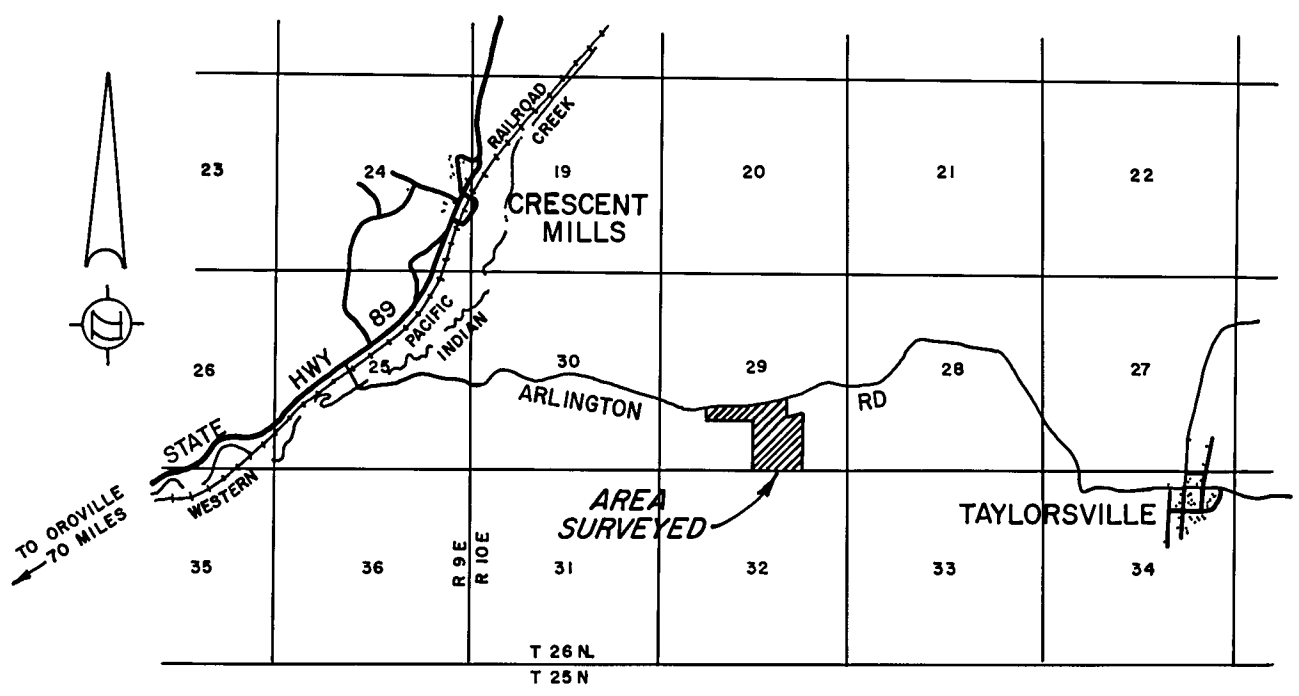 23
24
19
20
21
22
RAILROAD
CREEK
CRESCENT
MILLS
26
25
30
29
28
27
STATE
HWY
89
WESTERN
PACIFIC
INDIAN
ARLINGTON
RD
AREA
SURVEYED
TAYLORSVILLE
TO OROVILLE
70 MILES
35
36
R 9 E
R 10 E
31
32
33
34
T 26 N.
T 25 N